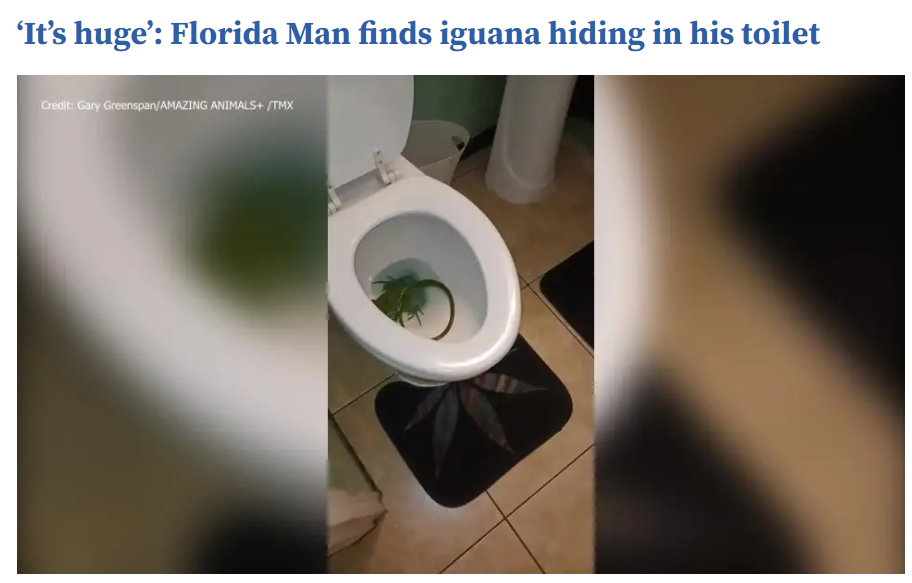 ‘It’s huge’: Florida Man finds iguana hiding in his toilet
Credit: Gary Greenspan/AMAZING ANIMALS+ /TMX